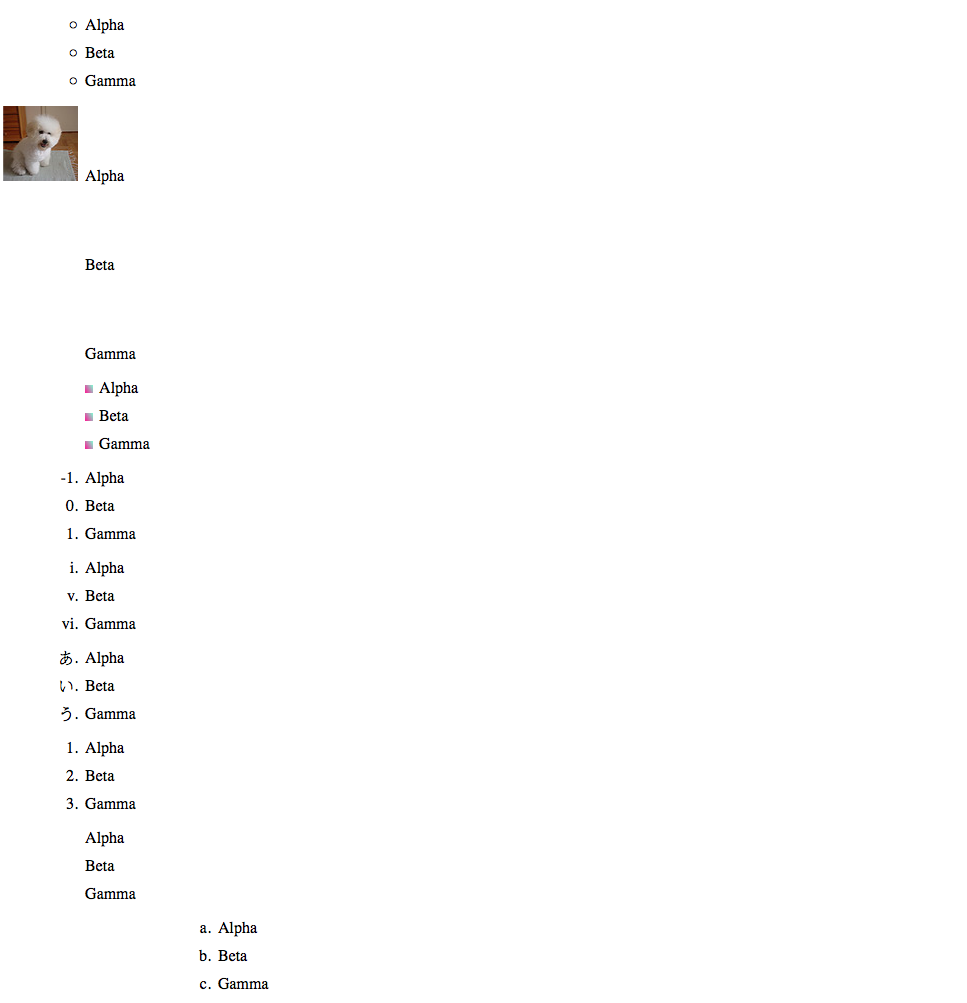 Alpha
Beta
Gamma
Alpha
Beta
Gamma
Alpha
Beta
Gamma
-1. Alpha
0. Beta
1. Gamma
i. Alpha
v. Beta
vi. Gamma
あ. Alpha
い. Beta
う. Gamma
1. Alpha
2. Beta
3. Gamma
Alpha
Beta
Gamma
a. Alpha
b. Beta
c. Gamma